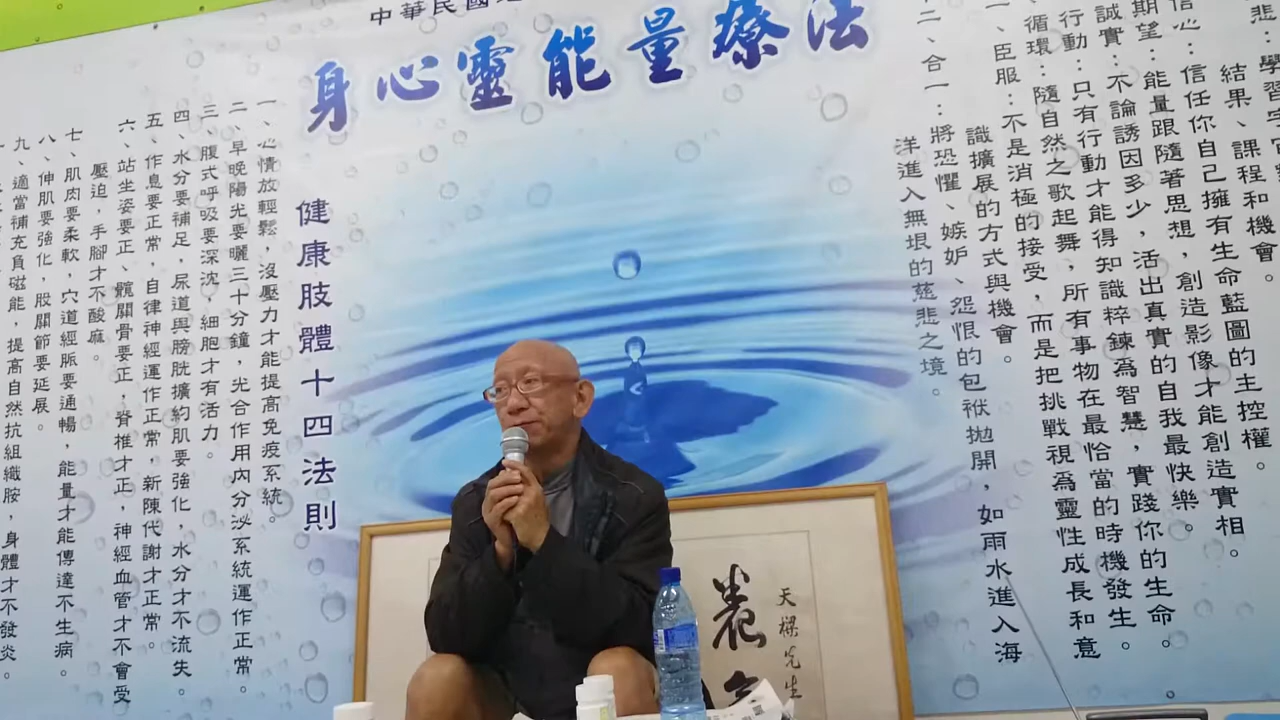 中華民國
身心靈能量療法
悲：學習
結果、課程和機會。
信心：信任你自己擁有生命藍圖的主控權。
期望：能量跟隨著思想，創造影像才能創造實相。
誠實：不論誘因多少，活出真實的自我最快樂。
行動：只有行動才能得知識粹鍊為智慧，實踐你的生命。
循環：隨自然之歌起舞，所有事物在最恰當的時機發生。
一、臣服：不是消極的接受，而是把挑戰視為靈性成長和意
識擴展的方式與機會。
十二、合一：將恐懼、嫉妒、怨恨的包袱拋開，如雨水進入海
洋進入無垠的慈悲之境。
健康肢體十四法則
一、心情放輕鬆，沒壓力才能提高免疫系統。
二、早晚陽光要曬三十分鐘，光合作用內分泌系統運作正常。
三、腹式呼吸要深沈，細胞才有活力。
四、水分要補足，尿道與膀胱擴約肌要強化，水分才不流失。
五、作息要正常，自律神經運作正常，新陳代謝才正常。
六、站坐姿要正、髖關骨要正，脊椎才正，神經血管才不會受
壓迫，手腳才不酸麻。
七、肌肉要柔軟，穴道經脈要通暢，能量才能傳達不生病。
八、伸肌要強化，股關節要延展。
九、適當補充負磁能，提高自然抗組織胺，身體才不發炎。
天樑先生
養